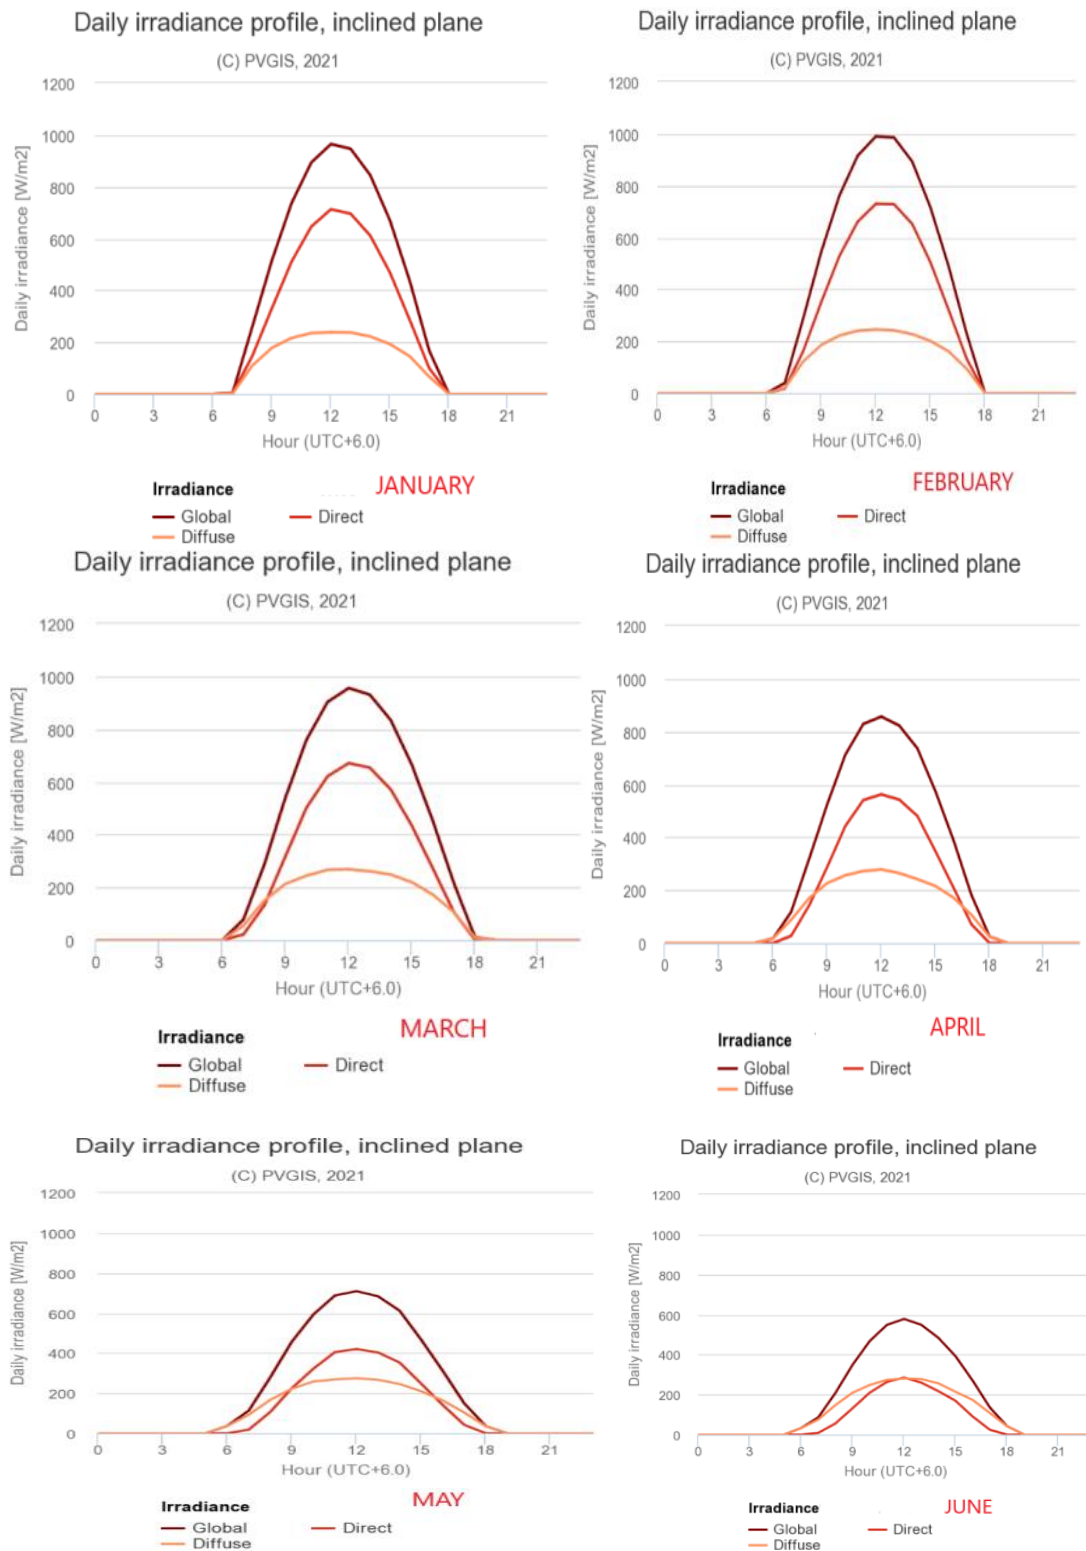 Daily irradiance profile, inclined plane
(C) PVGIS, 2021
Daily irradiance [W/m2]
1200
1000
800
600
400
200
0
0 3 6 9 12 15 18 21
Hour (UTC+6.0)
Irradiance
JANUARY
Global Direct
Diffuse
Daily irradiance profile, inclined plane
(C) PVGIS, 2021
Daily irradiance [W/m2]
1200
1000
800
600
400
200
0
0 3 6 9 12 15 18 21
Hour (UTC+6.0)
Irradiance
FEBRUARY
Global Direct
Diffuse
Daily irradiance profile, inclined plane
(C) PVGIS, 2021
Daily irradiance [W/m2]
1200
1000
800
600
400
200
0
0 3 6 9 12 15 18 21
Hour (UTC+6.0)
Irradiance
MARCH
Global Direct
Diffuse
Daily irradiance profile, inclined plane
(C) PVGIS, 2021
Daily irradiance [W/m2]
1200
1000
800
600
400
200
0
0 3 6 9 12 15 18 21
Hour (UTC+6.0)
Irradiance
APRIL
Global Direct
Diffuse
Daily irradiance profile, inclined plane
(C) PVGIS, 2021
Daily irradiance [W/m2]
1200
1000
800
600
400
200
0
0 3 6 9 12 15 18 21
Hour (UTC+6.0)
Irradiance
MAY
Global Direct
Diffuse
Daily irradiance profile, inclined plane
(C) PVGIS, 2021
Daily irradiance [W/m2]
1200
1000
800
600
400
200
0
0 3 6 9 12 15 18 21
Hour (UTC+6.0)
Irradiance
JUNE
Global Direct
Diffuse